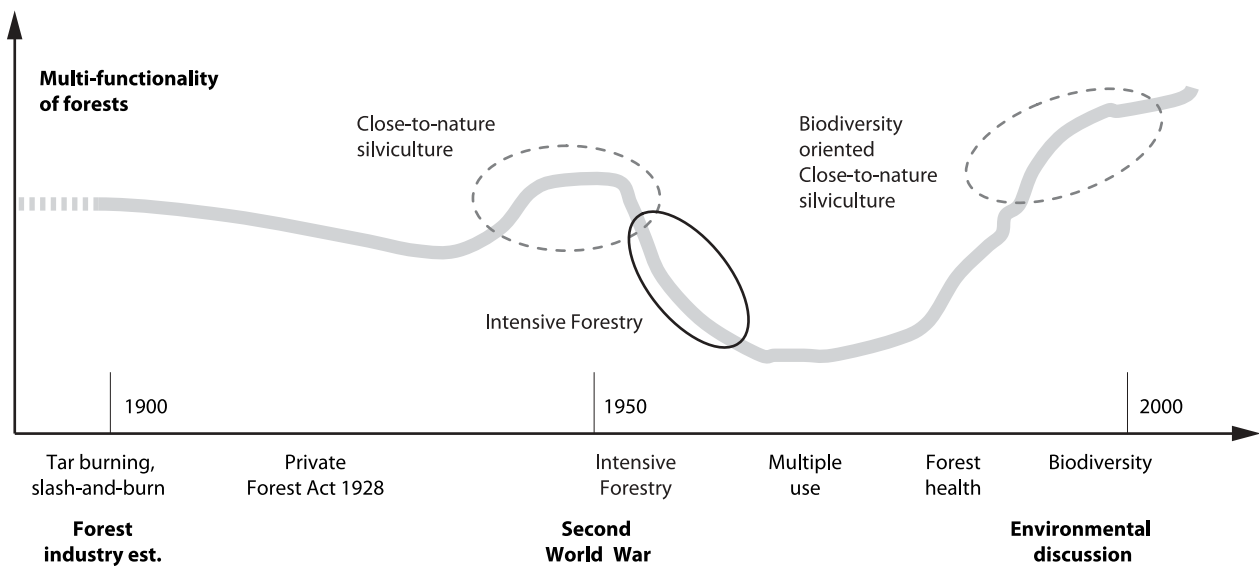 Multi-functionality
of forests
Close-to-nature
silviculture
Biodiversity
oriented
Close-to-nature
silviculture
Intensive Forestry
1900
1950
2000
Tar burning,
slash-and-burn
Private
Forest Act 1928
Intensive
Forestry
Multiple
use
Forest
health
Biodiversity
Forest
industry est.
Second
World War
Environmental
discussion